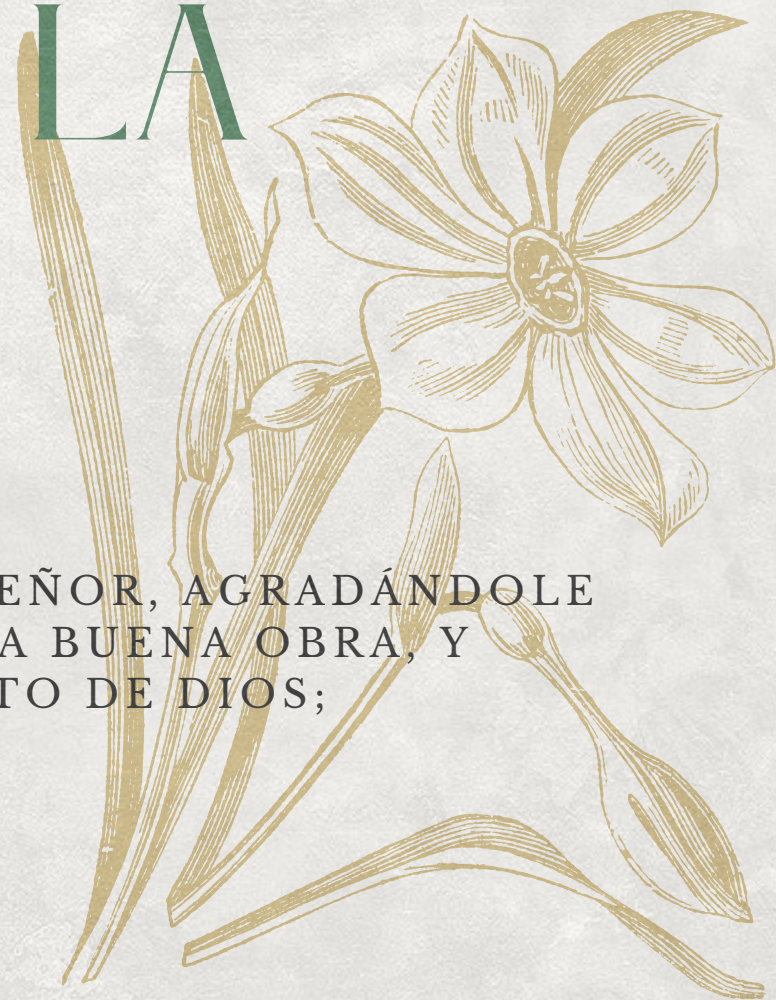 LA
EÑOR, AGRADÁNDOLE
A BUENA OBRA, Y
TO DE DIOS;